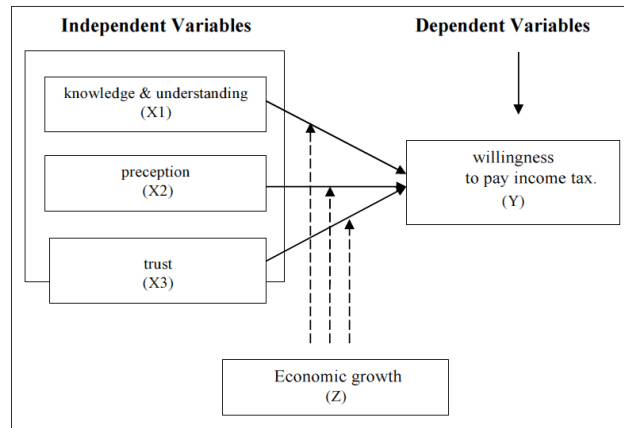 Independent Variables
Dependent Variables
knowledge & understanding
(X1)
preception
(X2)
trust
(X3)
willingness
to pay income tax.
(Y)
Economic growth
(Z)